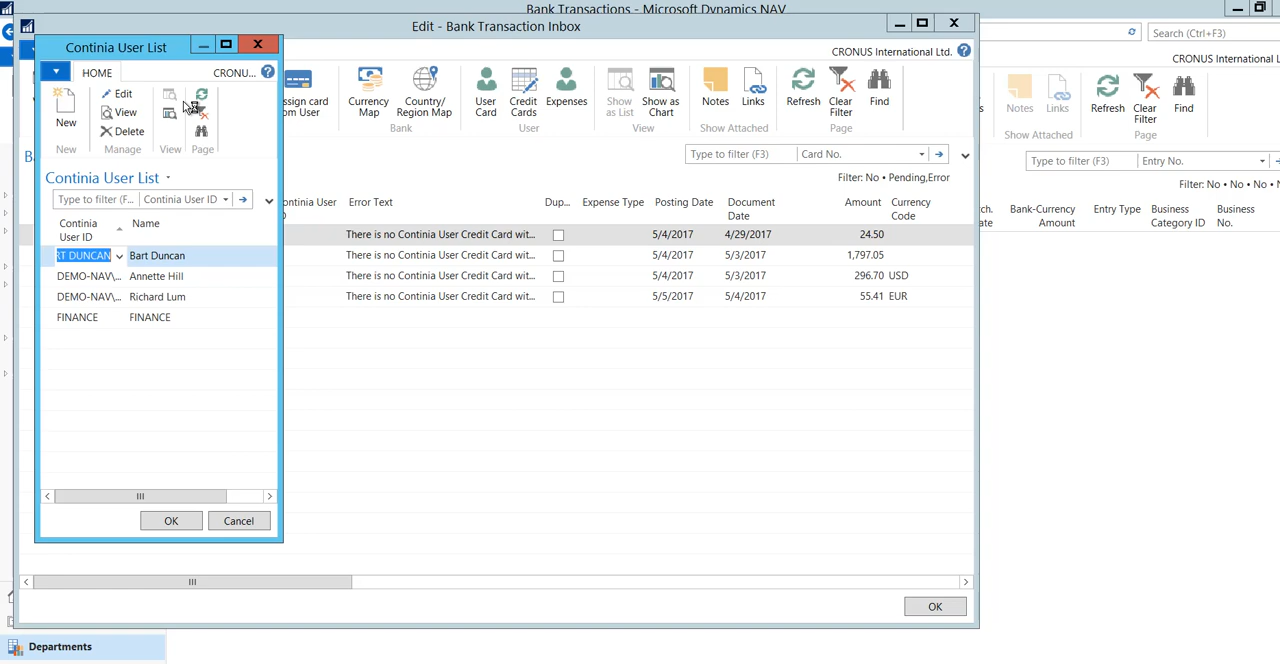 Bank Transactions - Microsoft Dynamics NAV
Edit - Bank Transaction Inbox
Search (Ctrl+F3)
CRONUS International Ltd.
CRONUS International
Continia User List
HOME
CRONU...
New
Edit
View
Delete
New
Manage
View
Page
Currency Map
Country/ Region Map
Bank
User Card
Credit Cards
Expenses
User
Show as List
Show as Chart
View
Notes
Links
Show Attached
Refresh
Clear Filter
Find
Page
Notes
Links
Show Attached
Refresh
Clear Filter
Find
Page
Type to filter (F3)
Card No.
Filter: No • Pending,Error
Type to filter (F3)
Entry No.
Filter: No • No • No •
Continia User List
Type to filter (F...
Continia User ID
Continia User ID
Name
RT DUNCAN
Bart Duncan
DEMO-NAV\...
Annette Hill
DEMO-NAV\...
Richard Lum
FINANCE
FINANCE
OK
Cancel
Error Text
Dup...
Expense Type
Posting Date
Document Date
Amount
Currency Code
There is no Continia User Credit Card wit...
5/4/2017
4/29/2017
24.50
There is no Continia User Credit Card wit...
5/4/2017
5/3/2017
1,797.05
There is no Continia User Credit Card wit...
5/4/2017
5/3/2017
296.70
USD
There is no Continia User Credit Card wit...
5/5/2017
5/4/2017
55.41
EUR
Bank-Currency Amount
Entry Type
Business Category ID
Business No.
OK
Departments